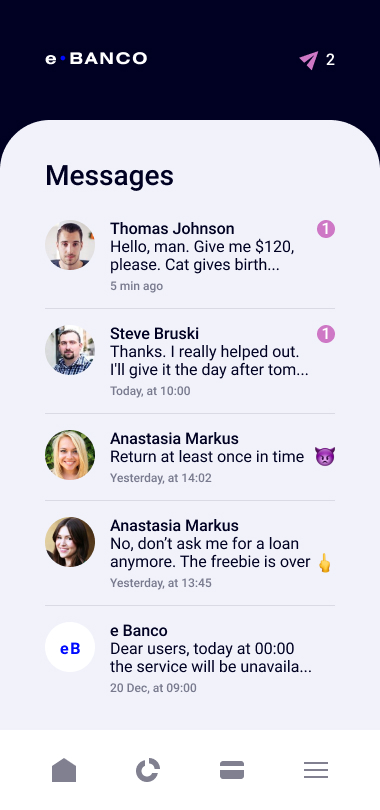 e•BANCO
2
Messages
Thomas Johnson
1
Hello, man. Give me $120,
please. Cat gives birth...
5 min ago
Steve Bruski
1
Thanks. I really helped out.
I'll give it the day after tom...
Today, at 10:00
Anastasia Markus
Return at least once in time 👿
Yesterday, at 14:02
Anastasia Markus
No, don’t ask me for a loan
anymore. The freebie is over 🖕
Yesterday, at 13:45
eB
e Banco
Dear users, today at 00:00
the service will be unavaila...
20 Dec, at 09:00